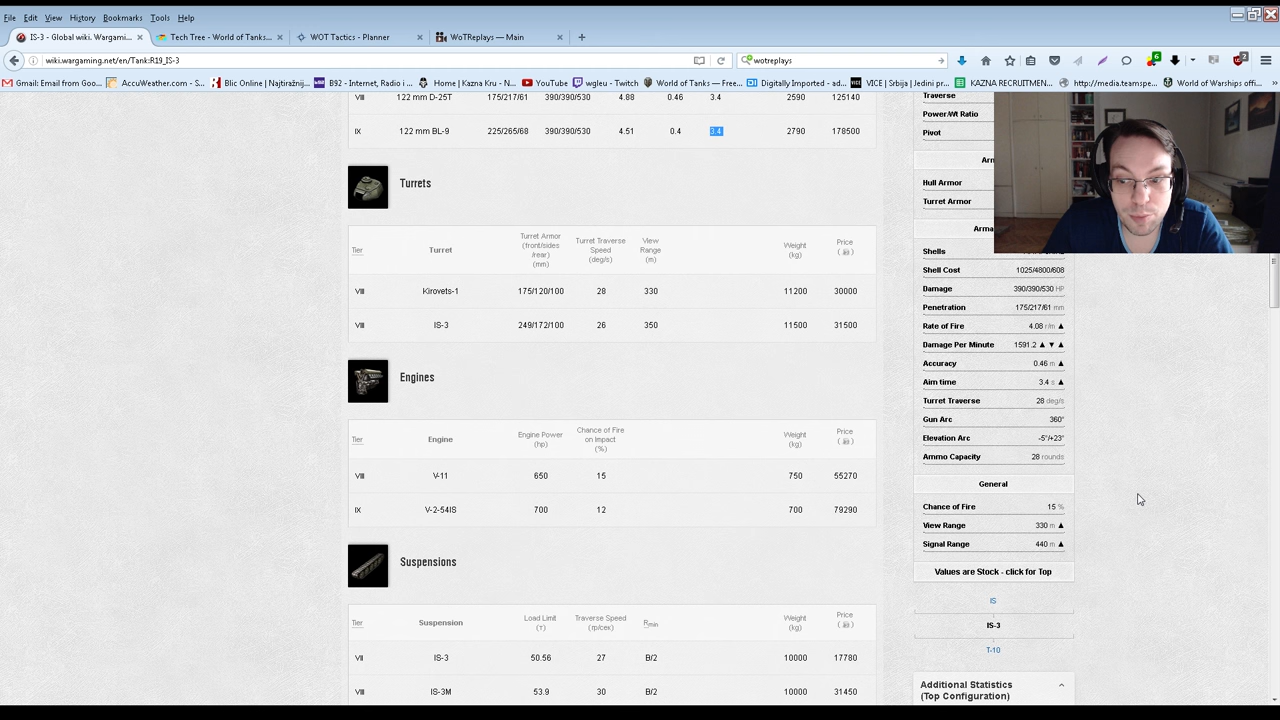 File Edit View History Bookmarks Tools Help
IS-3 - Global wiki. Wargami... × Tech Tree - World of Tanks... × WOT Tactics - Planner × WoTReplays — Main × +
wiki.wargaming.net/en/Tank:R19_IS-3 wotreplays 6 2
Gmail: Email from Goo... AccuWeather.com - S... Blic Online | Najtiražnij... B92 - Internet, Radio i ... Home | Kazna Kru - N... YouTube wgleu - Twitch World of Tanks — Free... Digitally Imported - ad... VICE | Srbija | Jedini pr... KAZNA RECRUITMEN... http://media.teamspe... World of Warships offi...
VII 122 mm D-25T 175/217/61 390/390/530 4.88 0.46 3.4 2590 125140
IX 122 mm BL-9 225/265/68 390/390/530 4.51 0.4 3.4 2790 178500
Turrets
Tier Turret Turret Armor (front/sides /rear) (mm) Turret Traverse Speed (deg/s) View Range (m) Weight (kg) Price ( )
VIII Kirovets-1 175/120/100 28 330 11200 30000
VIII IS-3 249/172/100 26 350 11500 31500
Engines
Tier Engine Engine Power (hp) Chance of Fire on Impact (%) Weight (kg) Price ( )
VIII V-11 650 15 750 55270
IX V-2-54IS 700 12 700 79290
Suspensions
Tier Suspension Load Limit (т) Traverse Speed (гр/сек) Rmin Weight (kg) Price ( )
VII IS-3 50.56 27 B/2 10000 17780
VIII IS-3M 53.9 30 B/2 10000 31450
Traverse
Power/Wt Ratio
Pivot
Hull Armor
Turret Armor
Shells
Shell Cost 1025/4800/608
Damage 390/390/530 HP
Penetration 175/217/61 mm
Rate of Fire 4.08 r/m ▲
Damage Per Minute 1591.2 ▲ ▼ ▲
Accuracy 0.46 m ▲
Aim time 3.4 s ▲
Turret Traverse 28 deg/s
Gun Arc 360°
Elevation Arc -5°/+23°
Ammo Capacity 28 rounds
General
Chance of Fire 15 %
View Range 330 m ▲
Signal Range 440 m ▲
Values are Stock - click for Top
IS
IS-3
T-10
Additional Statistics
(Top Configuration)